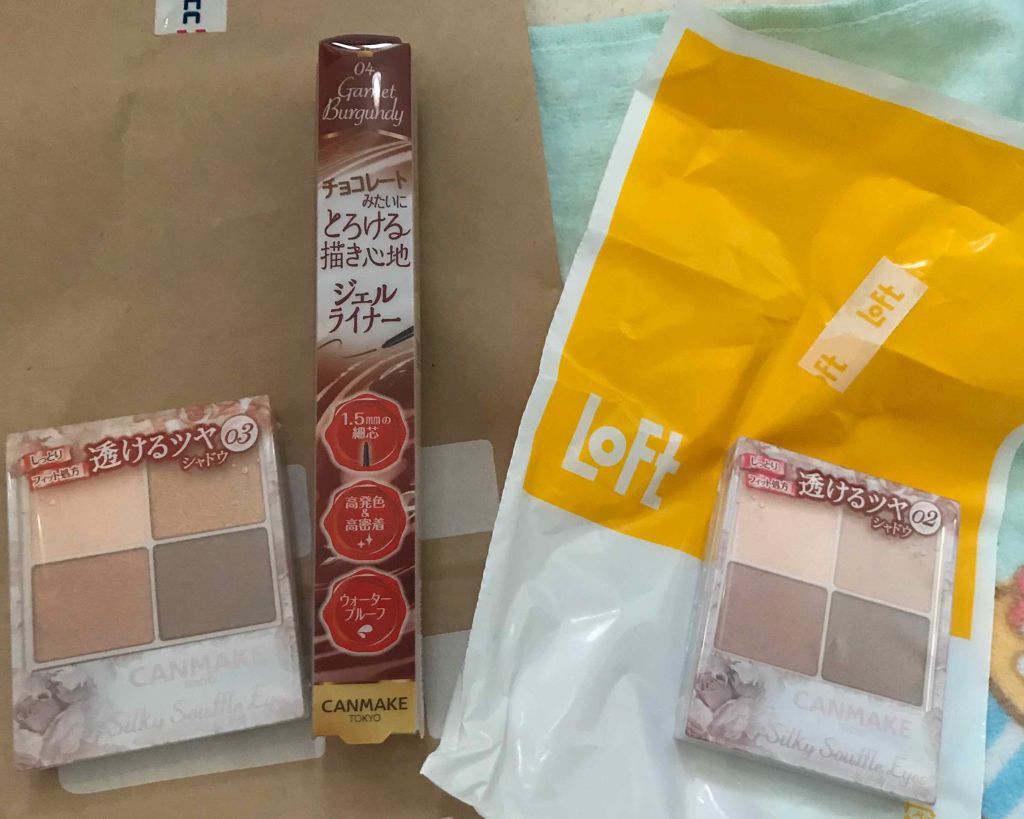 04
Garnet
Burgundy
チョコレート
みたいに
とろける
描き心地
ジェル
ライナー
1.5mmの
細芯
高発色
&
高密着
ウォーター
プルーフ
CANMAKE
TOKYO
しっとり
フィット処方
透けるツヤ
シャドウ
03
CANMAKE
TOKYO
Silky Souffle Eyes
LOFt
LOFt
しっとり
フィット処方
透けるツヤ
シャドウ
02
CANMAKE
Silky Souffle Eyes